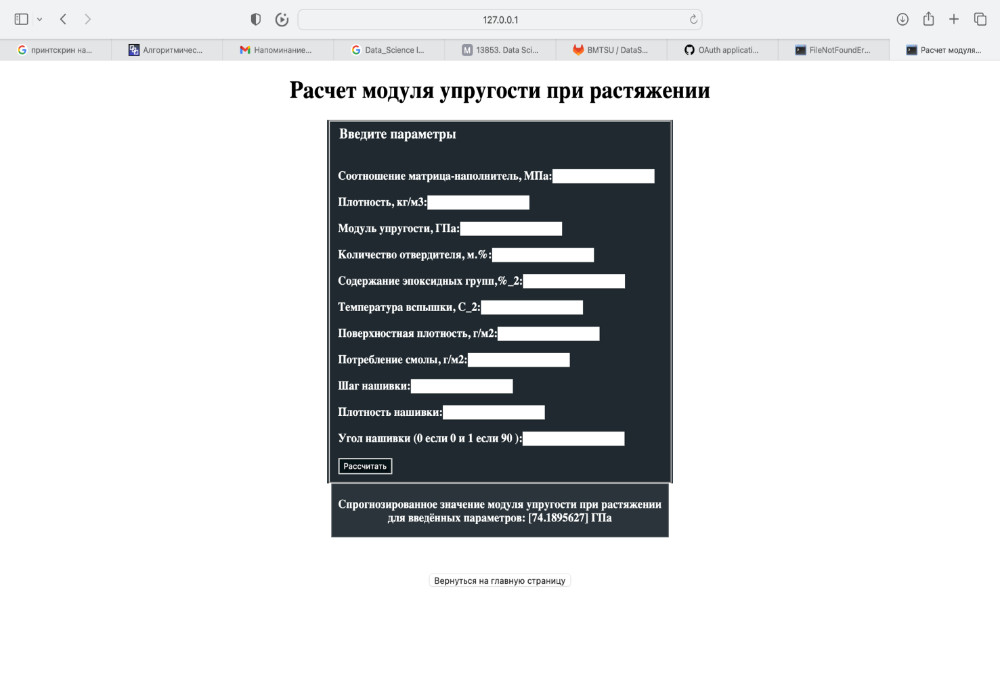 127.0.0.1
принтскрин на...
Алгоритмичес...
Напоминание...
Data_Science I...
M 13853. Data Sci...
BMTSU / DataS...
OAuth applicati...
FileNotFoundEr...
Расчет модуля...
Расчет модуля упругости при растяжении
Введите параметры
Соотношение матрица-наполнитель, МПа:
Плотность, кг/м3:
Модуль упругости, ГПа:
Количество отвердителя, м.%:
Содержание эпоксидных групп,%_2:
Температура вспышки, С_2:
Поверхностная плотность, г/м2:
Потребление смолы, г/м2:
Шаг нашивки:
Плотность нашивки:
Угол нашивки (0 если 0 и 1 если 90 ):
Рассчитать
Спрогнозированное значение модуля упругости при растяжении
для введённых параметров: [74.1895627] ГПа
Вернуться на главную страницу